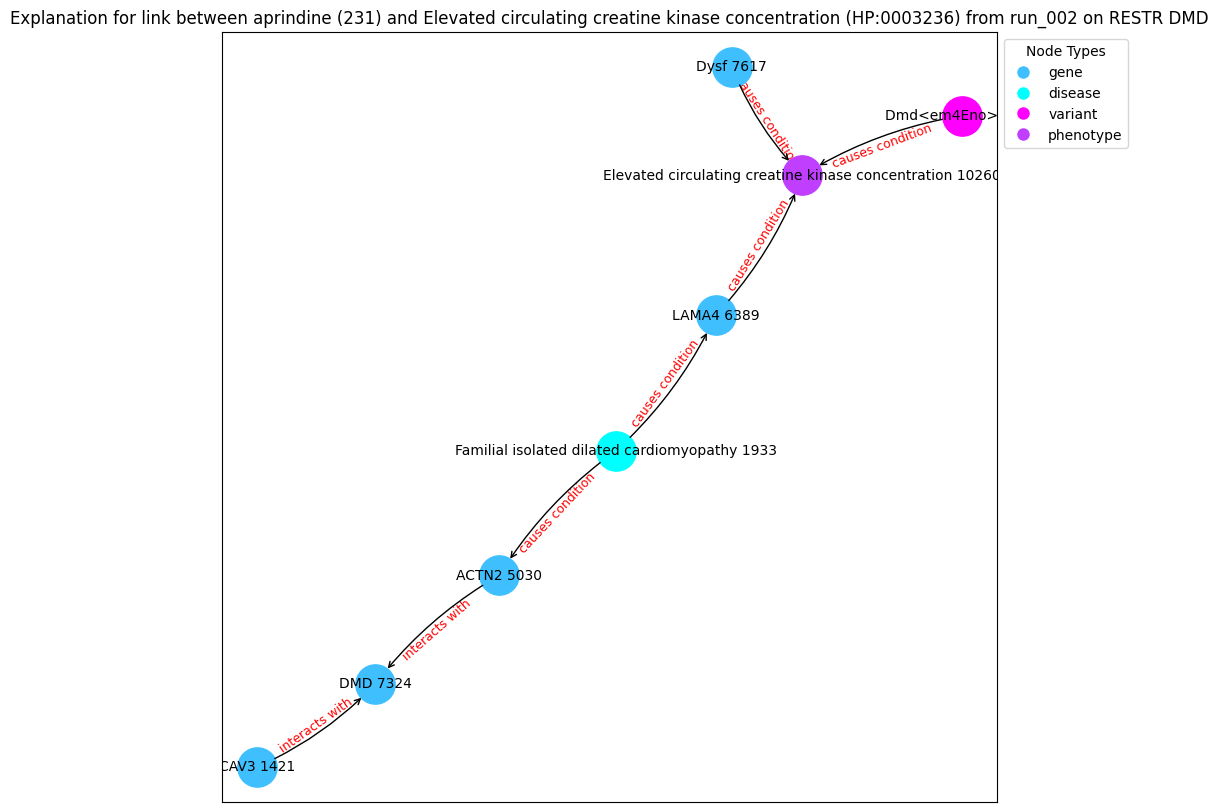 Explanation for link between aprindine (231) and Elevated circulating creatine kinase concentration (HP:0003236) from run_002 on RESTR DMD
Node Types
gene
disease
variant
phenotype
Dysf 7617
Dmd<em4Eno>
causes condition
causes condition
Elevated circulating creatine kinase concentration 10260
causes condition
LAMA4 6389
causes condition
Familial isolated dilated cardiomyopathy 1933
causes condition
ACTN2 5030
interacts with
DMD 7324
interacts with
CAV3 1421